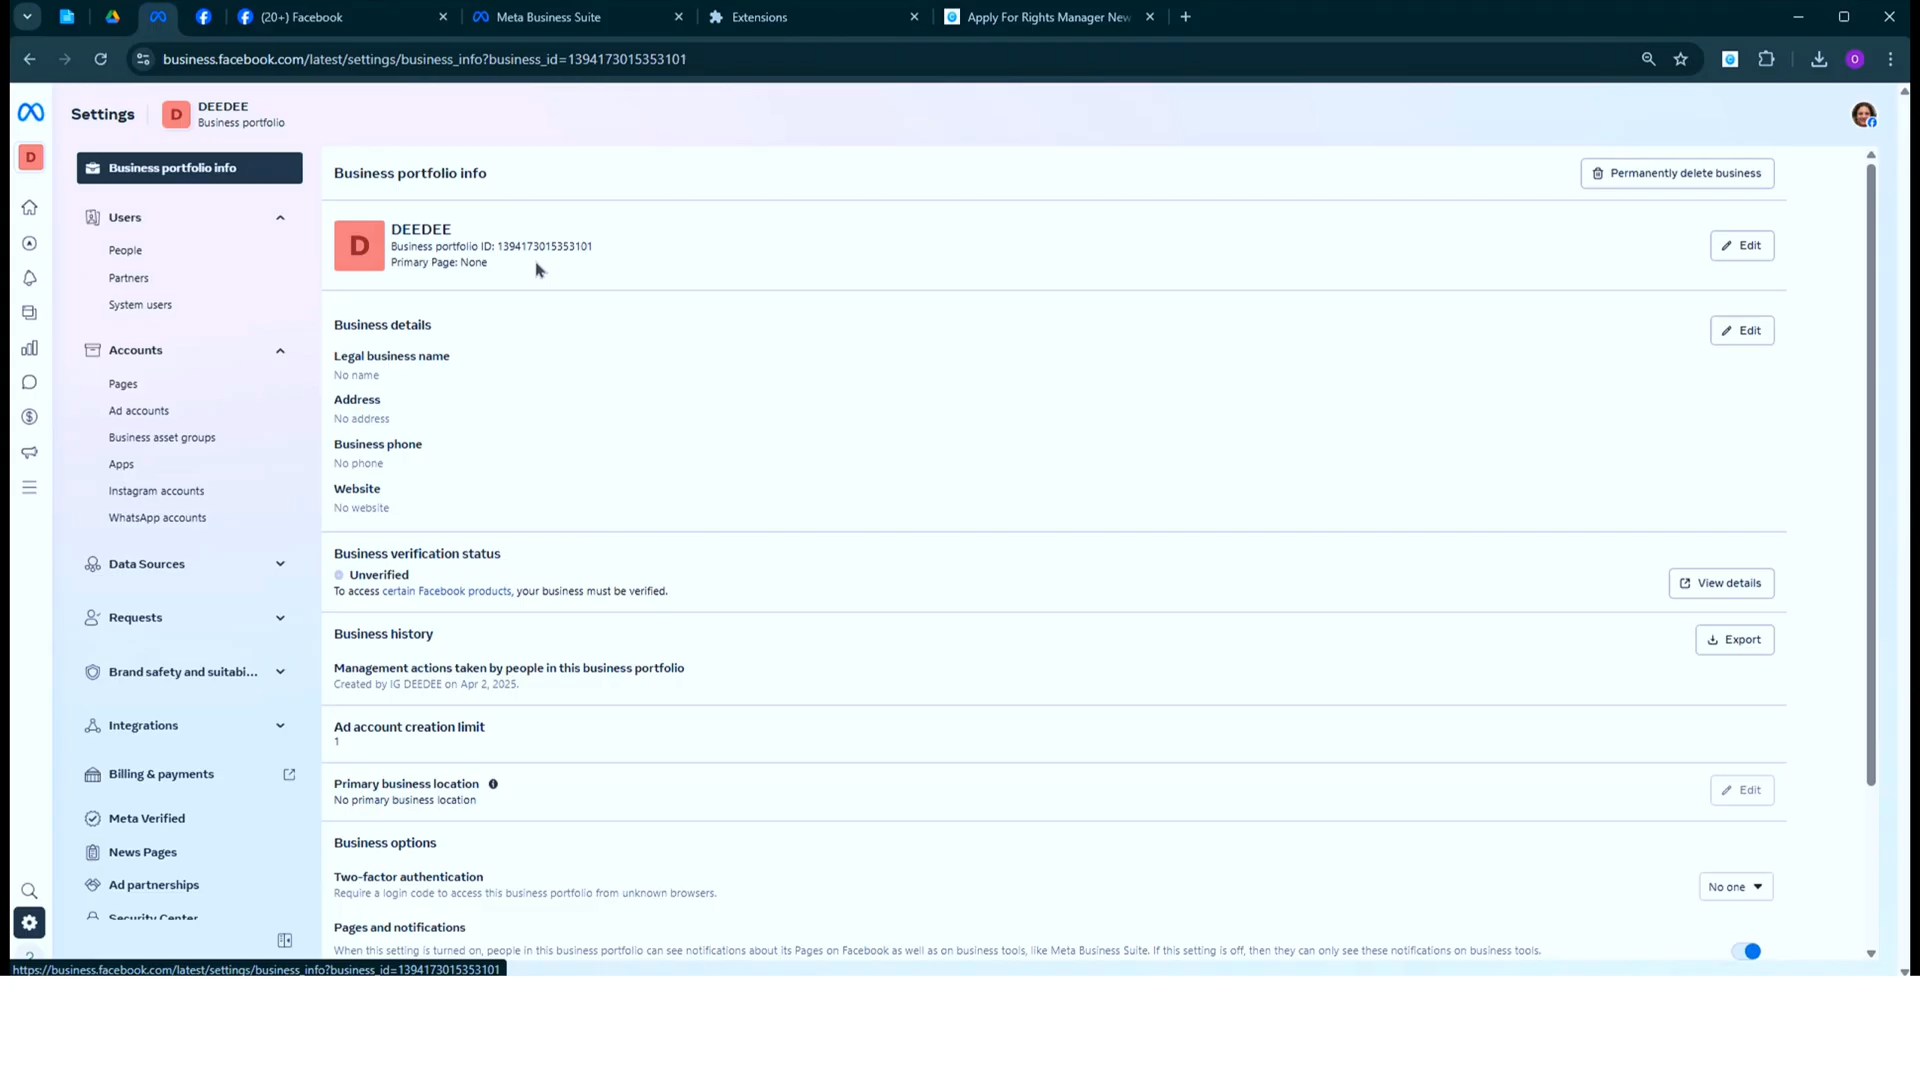 (20+) Facebook
Meta Business Suite
Extensions
Apply For Rights Manager New
business.facebook.com/latest/settings/business_info?business_id=1394173015353101
O
Settings
D
DEEDEE
Business portfolio
D
Business portfolio info
Users
People
Partners
System users
Accounts
Pages
Ad accounts
Business asset groups
Apps
Instagram accounts
WhatsApp accounts
Data Sources
Requests
Brand safety and suitabi...
Integrations
Billing & payments
Meta Verified
News Pages
Ad partnerships
Security Center
Business portfolio info
Permanently delete business
D
DEEDEE
Business portfolio ID: 1394173015353101
Primary Page: None
Edit
Business details
Edit
Legal business name
No name
Address
No address
Business phone
No phone
Website
No website
Business verification status
Unverified
To access certain Facebook products, your business must be verified.
View details
Business history
Export
Management actions taken by people in this business portfolio
Created by IG DEEDEE on Apr 2, 2025.
Ad account creation limit
1
Primary business location
No primary business location
Edit
Business options
Two-factor authentication
Require a login code to access this business portfolio from unknown browsers.
No one
Pages and notifications
When this setting is turned on, people in this business portfolio can see notifications about its Pages on Facebook as well as on business tools, like Meta Business Suite. If this setting is off, then they can only see these notifications on business tools.
https://business.facebook.com/latest/settings/business_info?business_id=1394173015353101